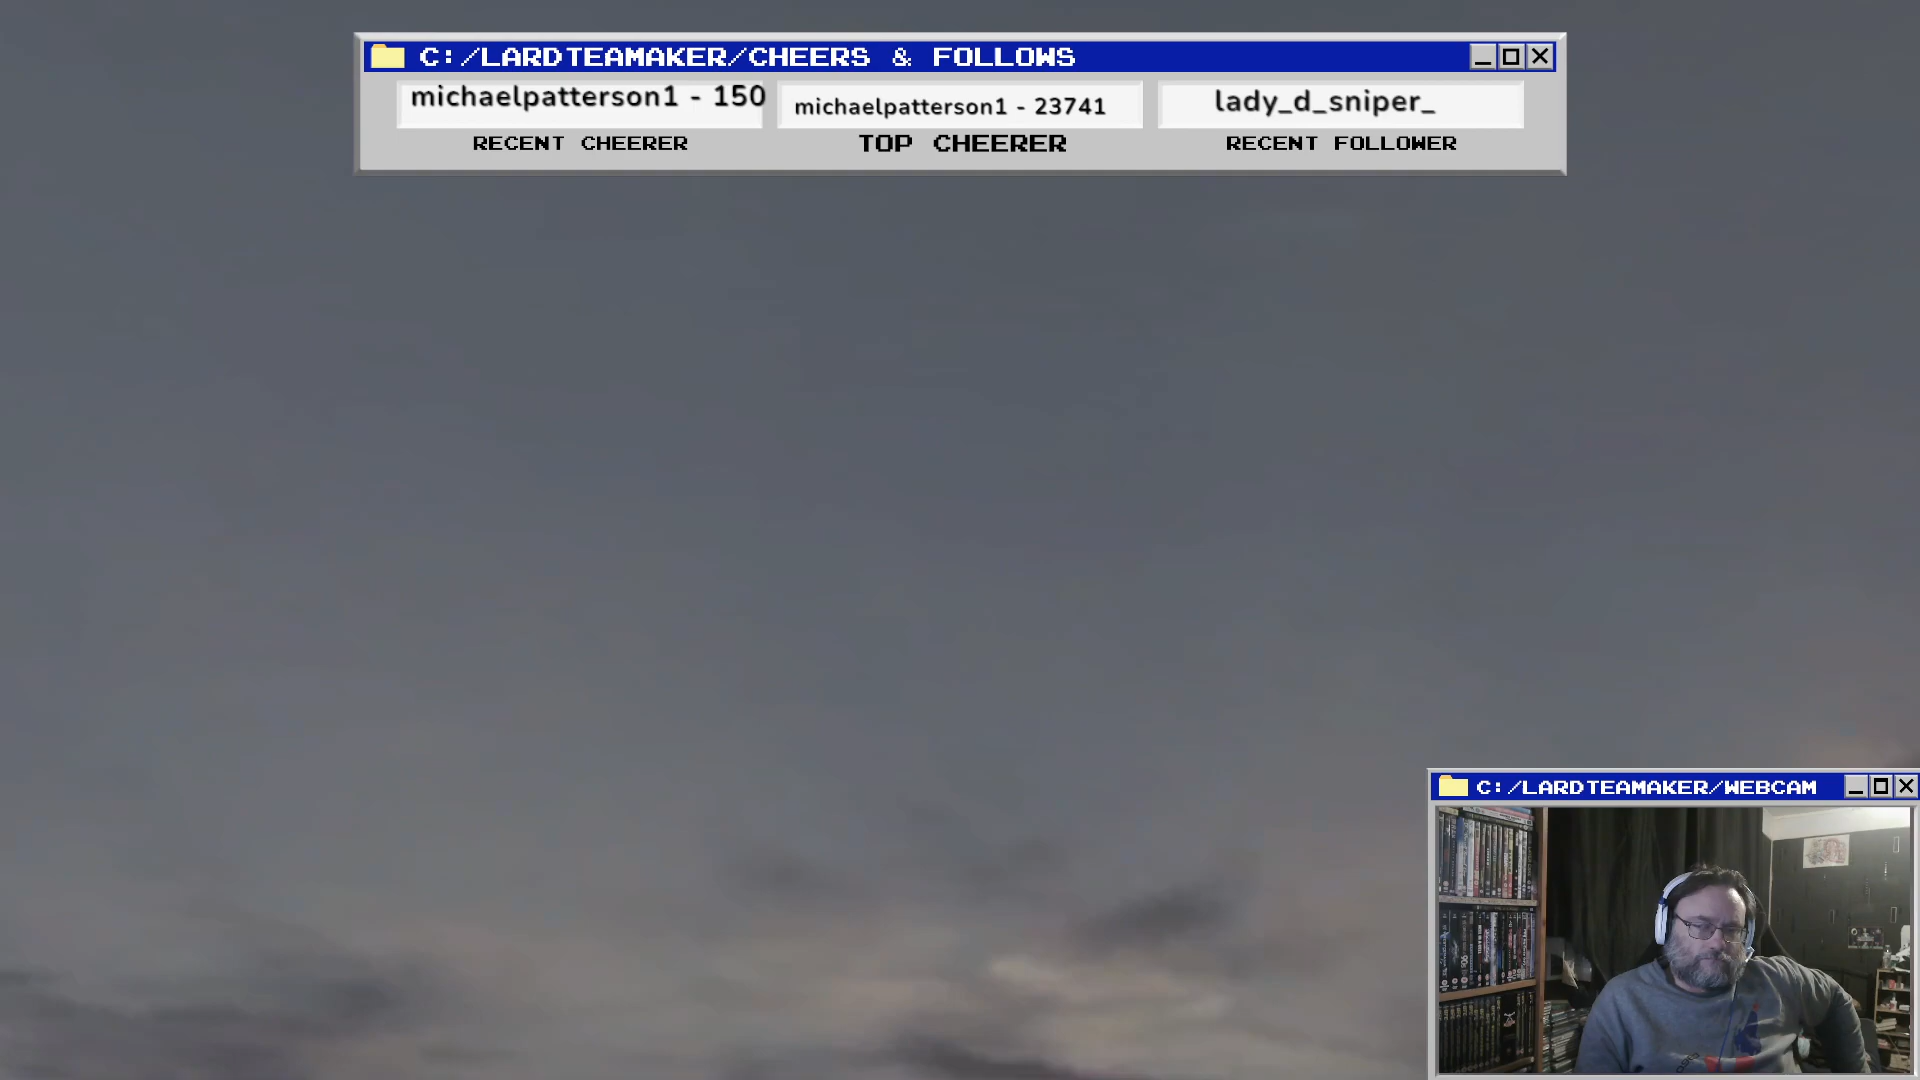 C:/LARDTEAMAKER/CHEERS & FOLLOWS
michaelpatterson1 - 150
michaelpatterson1 - 23741
lady_d_sniper_
RECENT CHEERER
TOP CHEERER
RECENT FOLLOWER
C:/LARDTEAMAKER/WEBCAM